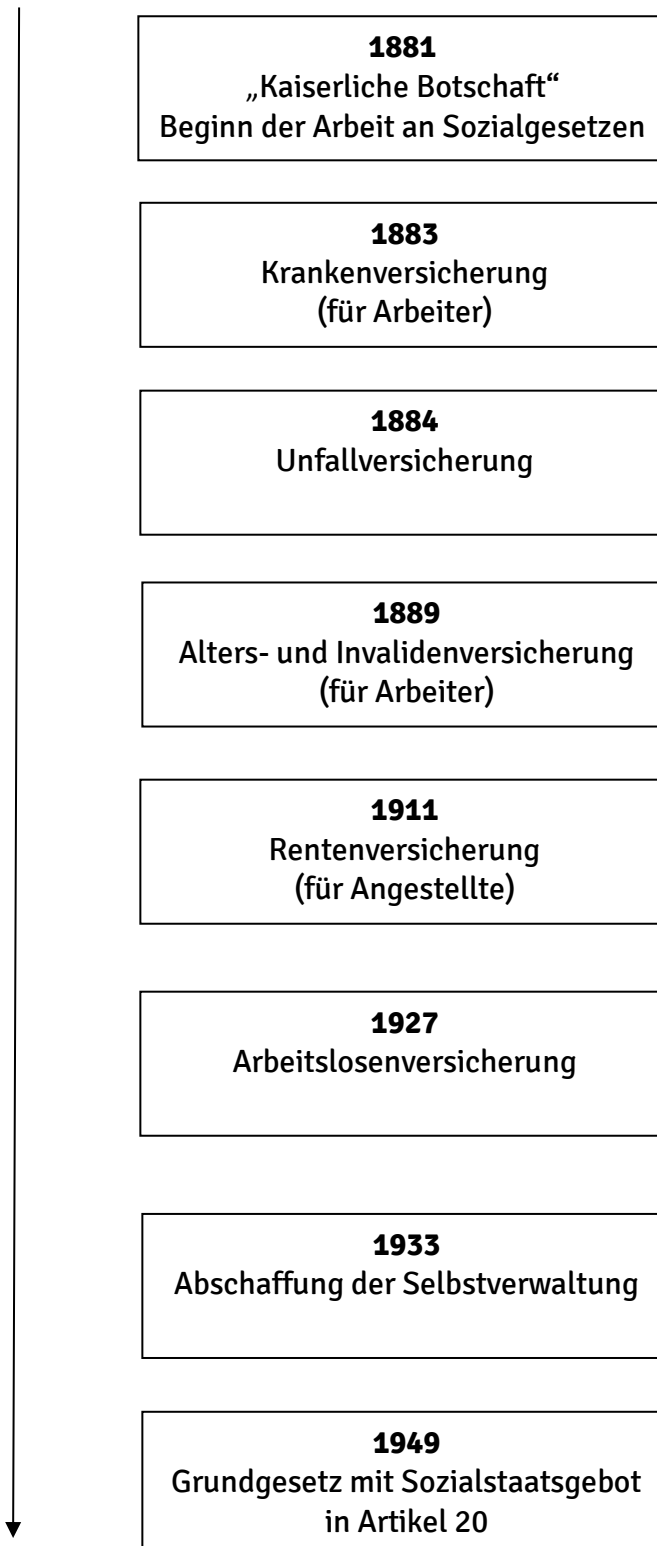 1881
„Kaiserliche Botschaft“
Beginn der Arbeit an Sozialgesetzen
1883
Krankenversicherung
(für Arbeiter)
1884
Unfallversicherung
1889
Alters- und Invalidenversicherung
(für Arbeiter)
1911
Rentenversicherung
(für Angestellte)
1927
Arbeitslosenversicherung
1933
Abschaffung der Selbstverwaltung
1949
Grundgesetz mit Sozialstaatsgebot
in Artikel 20